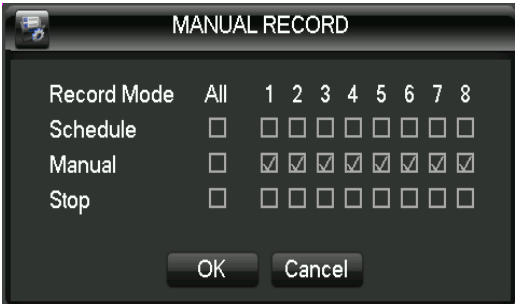 MANUAL RECORD
Record Mode All 1 2 3 4 5 6 7 8
Schedule
Manual
Stop
OK Cancel